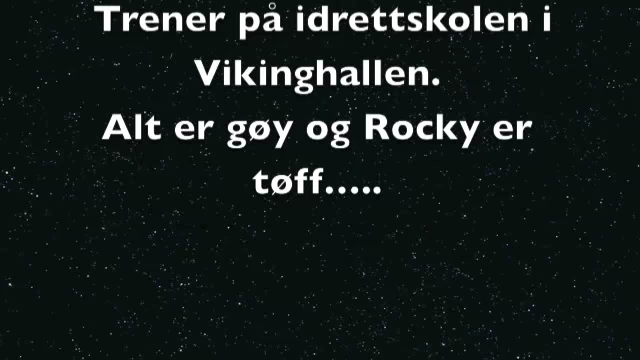 Trener på idrettskolen i
Vikinghallen.
Alt er gøy og Rocky er
tøff.....